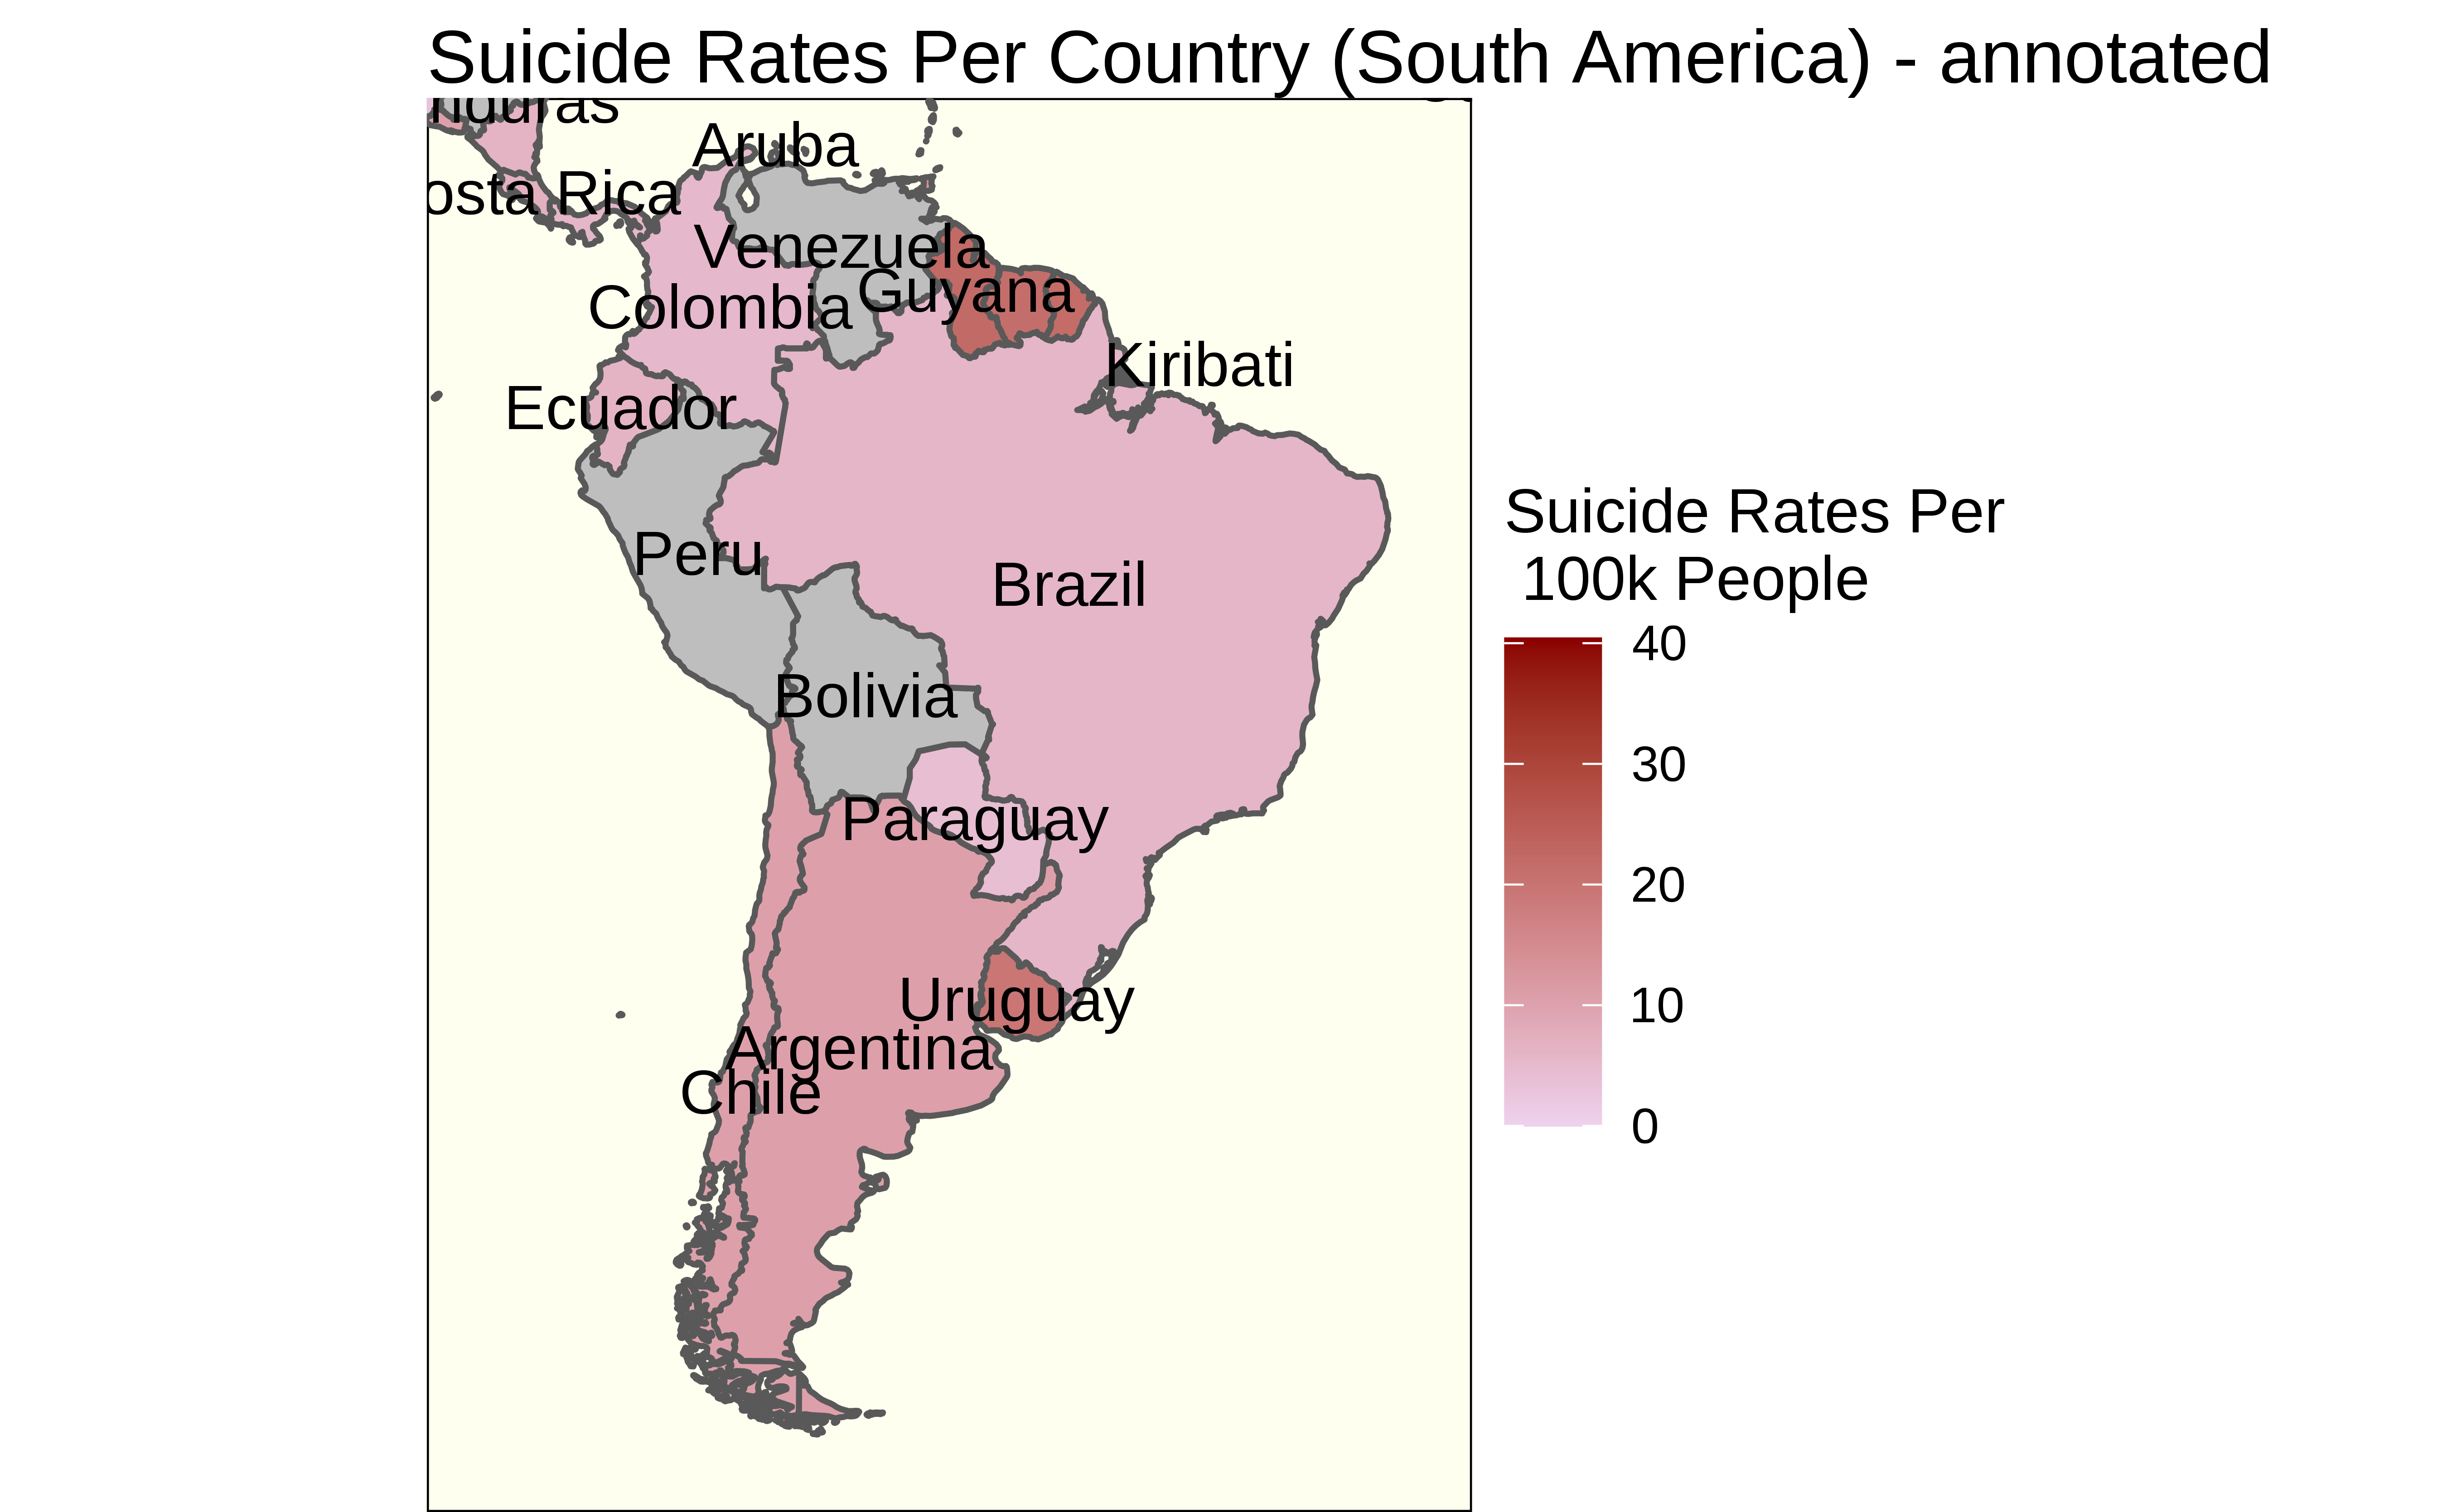 Suicide Rates Per Country (South America) - annotated
nduras
Aruba
osta Rica
Venezuela
Guyana
Colombia
Kiribati
Ecuador
Peru
Brazil
Bolivia
Paraguay
Uruguay
Argentina
Chile
Suicide Rates Per
100k People
40
30
20
10
0